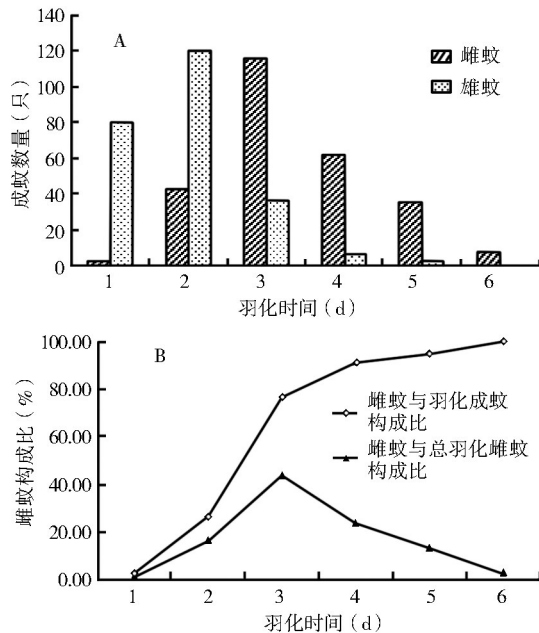 A
140
120
100
80
60
40
20
0
成蚊数量（只）
雌蚊
雄蚊
1 2 3 4 5 6
羽化时间（d）
B
100.00
80.00
60.00
40.00
20.00
0.00
雌蚊构成比（%）
雌蚊与羽化成蚊
构成比
雌蚊与总羽化雌蚊
构成比
1 2 3 4 5 6
羽化时间（d）